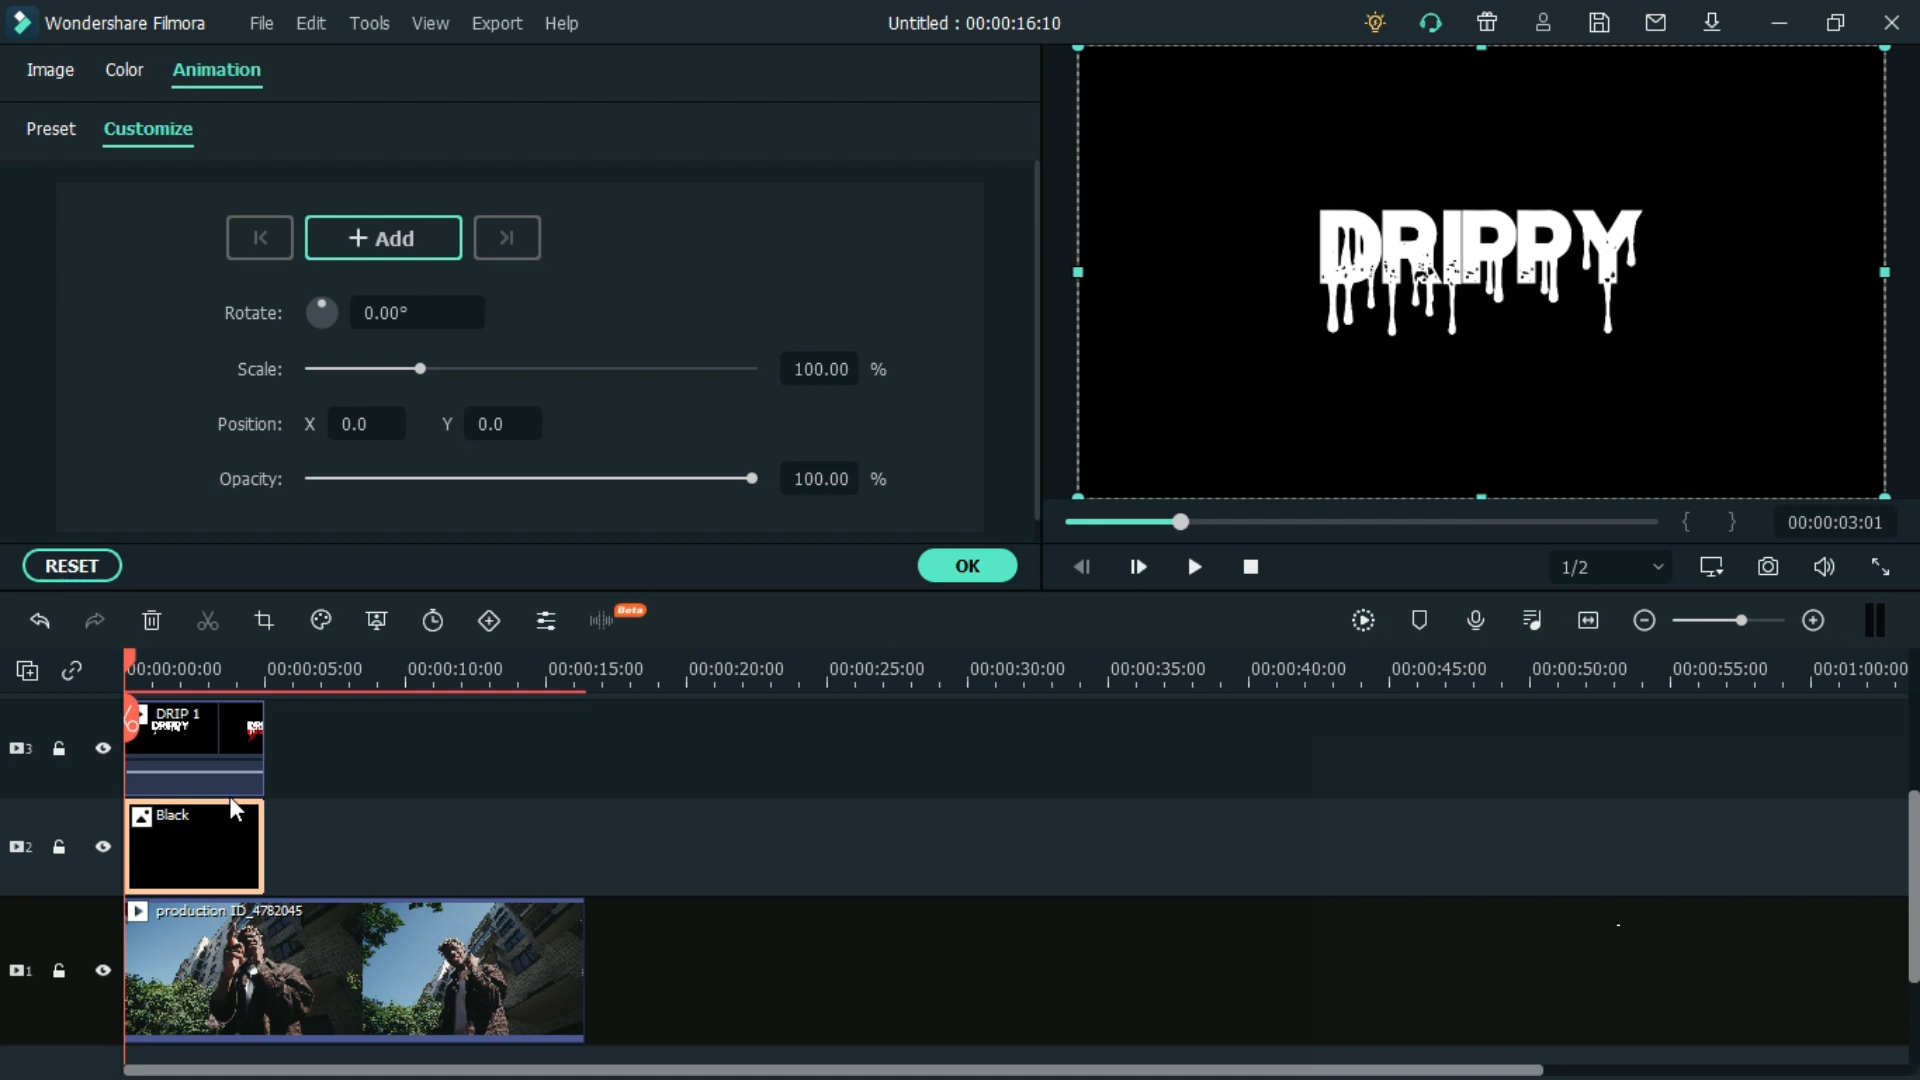 Wondershare Filmora File Edit Tools View Export Help Untitled : 00:00:16:10
Image Color Animation
Preset Customize
+ Add
Rotate: 0.00°
Scale: 100.00 %
Position: X 0.0 Y 0.0
Opacity: 100.00 %
RESET OK
DRIPPY
{ } 00:00:03:01
1/2
Beta
00:00:00:00 00:00:05:00 00:00:10:00 00:00:15:00 00:00:20:00 00:00:25:00 00:00:30:00 00:00:35:00 00:00:40:00 00:00:45:00 00:00:50:00 00:00:55:00 00:01:00:00
3 DRIP 1
DRIPPY
2 Black
1 production ID_4782045